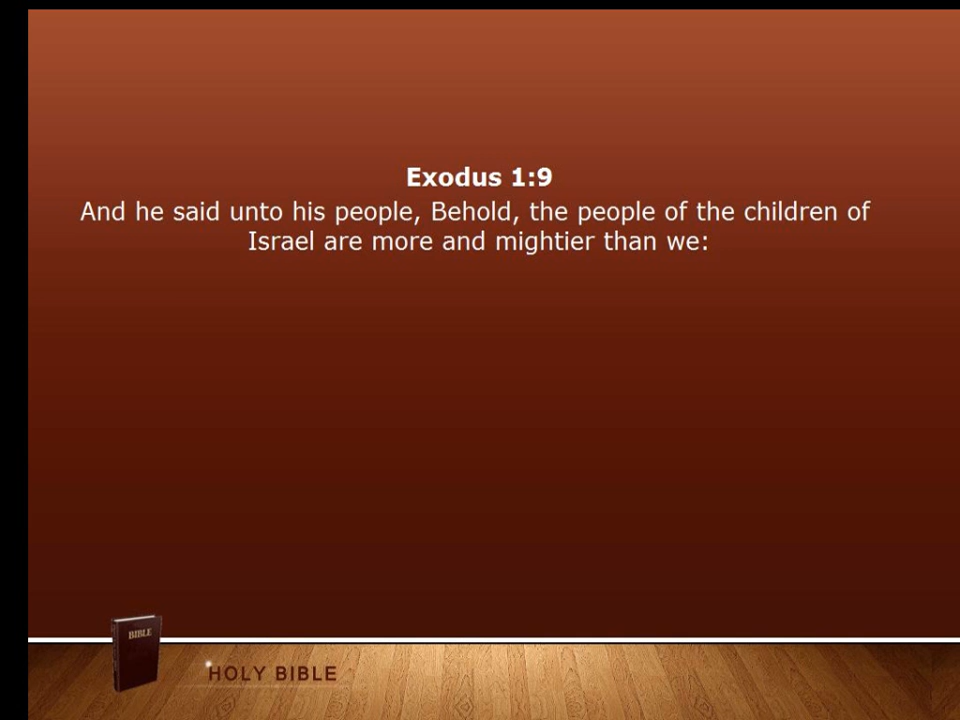 Exodus 1:9
And he said unto his people, Behold, the people of the children of
Israel are more and mightier than we:
BIBLE
HOLY BIBLE